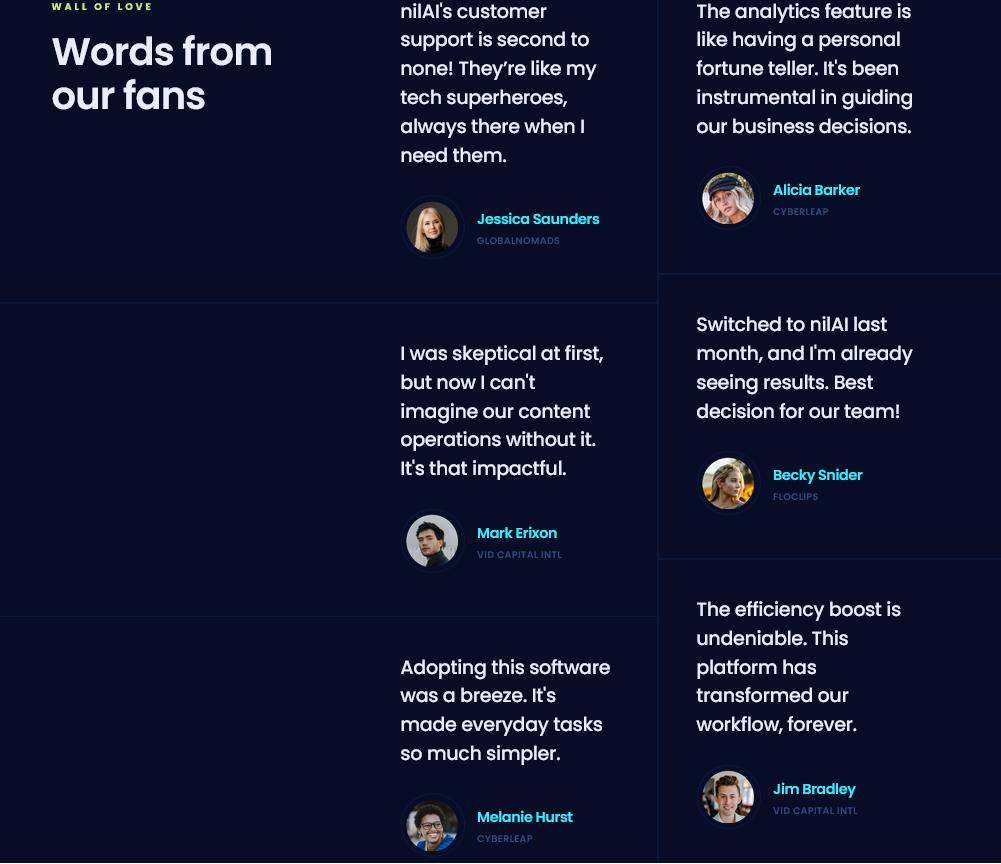 WALL OF LOVE
Words from
our fans
nilAI's customer
support is second to
none! They’re like my
tech superheroes,
always there when I
need them.
Jessica Saunders
GLOBALNOMADS
I was skeptical at first,
but now I can't
imagine our content
operations without it.
It's that impactful.
Mark Erixon
VID CAPITAL INTL
Adopting this software
was a breeze. It's
made everyday tasks
so much simpler.
Melanie Hurst
CYBERLEAP
The analytics feature is
like having a personal
fortune teller. It's been
instrumental in guiding
our business decisions.
Alicia Barker
CYBERLEAP
Switched to nilAI last
month, and I'm already
seeing results. Best
decision for our team!
Becky Snider
FLOCLIPS
The efficiency boost is
undeniable. This
platform has
transformed our
workflow, forever.
Jim Bradley
VID CAPITAL INTL